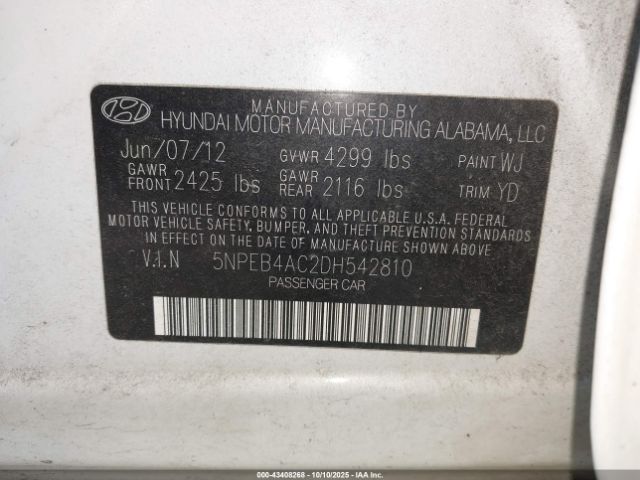 MANUFACTURED BY
HYUNDAI MOTOR MANUFACTURING ALABAMA, LLC
Jun/07/12 GVWR 4299 lbs PAINT WJ
GAWR FRONT 2425 lbs GAWR REAR 2116 lbs TRIM YD
THIS VEHICLE CONFORMS TO ALL APPLICABLE U.S.A. FEDERAL
MOTOR VEHICLE SAFETY, BUMPER, AND THEFT PREVENTION STANDARDS
IN EFFECT ON THE DATE OF MANUFACTURE SHOWN ABOVE.
V.I.N 5NPEB4AC2DH542810
PASSENGER CAR
000-43408268 - 10/10/2025 - IAAI.COM